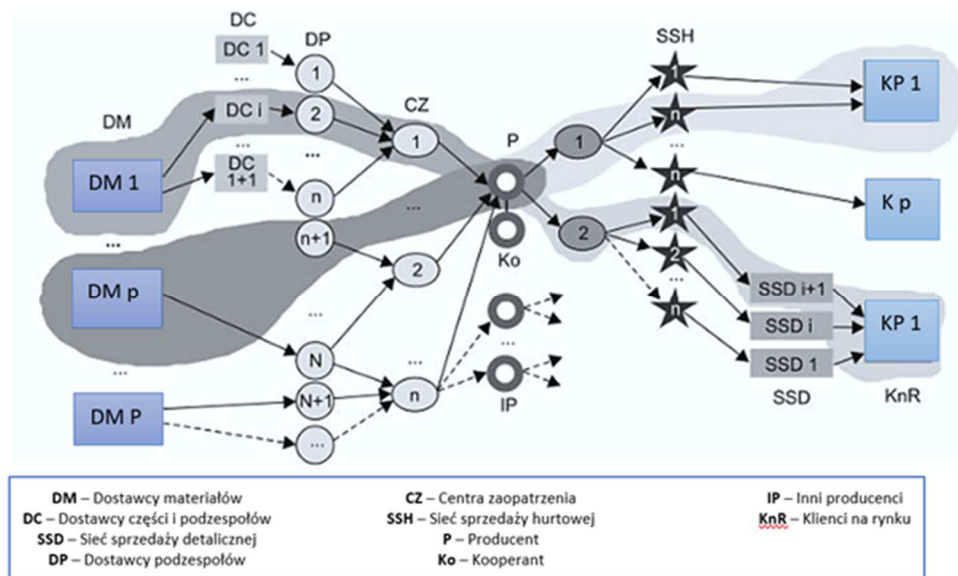 DC
DC 1
...
DC i
DC
1+1
DM
DM 1
...
DM p
...
DM P
DP
1
...
2
...
n
n+1
...
N
N+1
...
CZ
1
...
2
...
n
P
Ko
...
IP
1
2
SSH
1
n
...
n
1
2
...
n
SSD i+1
SSD i
SSD 1
SSD
KP 1
K p
KP 1
KnR
DM – Dostawcy materiałów
DC – Dostawcy części i podzespołów
SSD – Sieć sprzedaży detalicznej
DP – Dostawcy podzespołów
CZ – Centra zaopatrzenia
SSH – Sieć sprzedaży hurtowej
P – Producent
Ko – Kooperant
IP – Inni producenci
KnR – Klienci na rynku